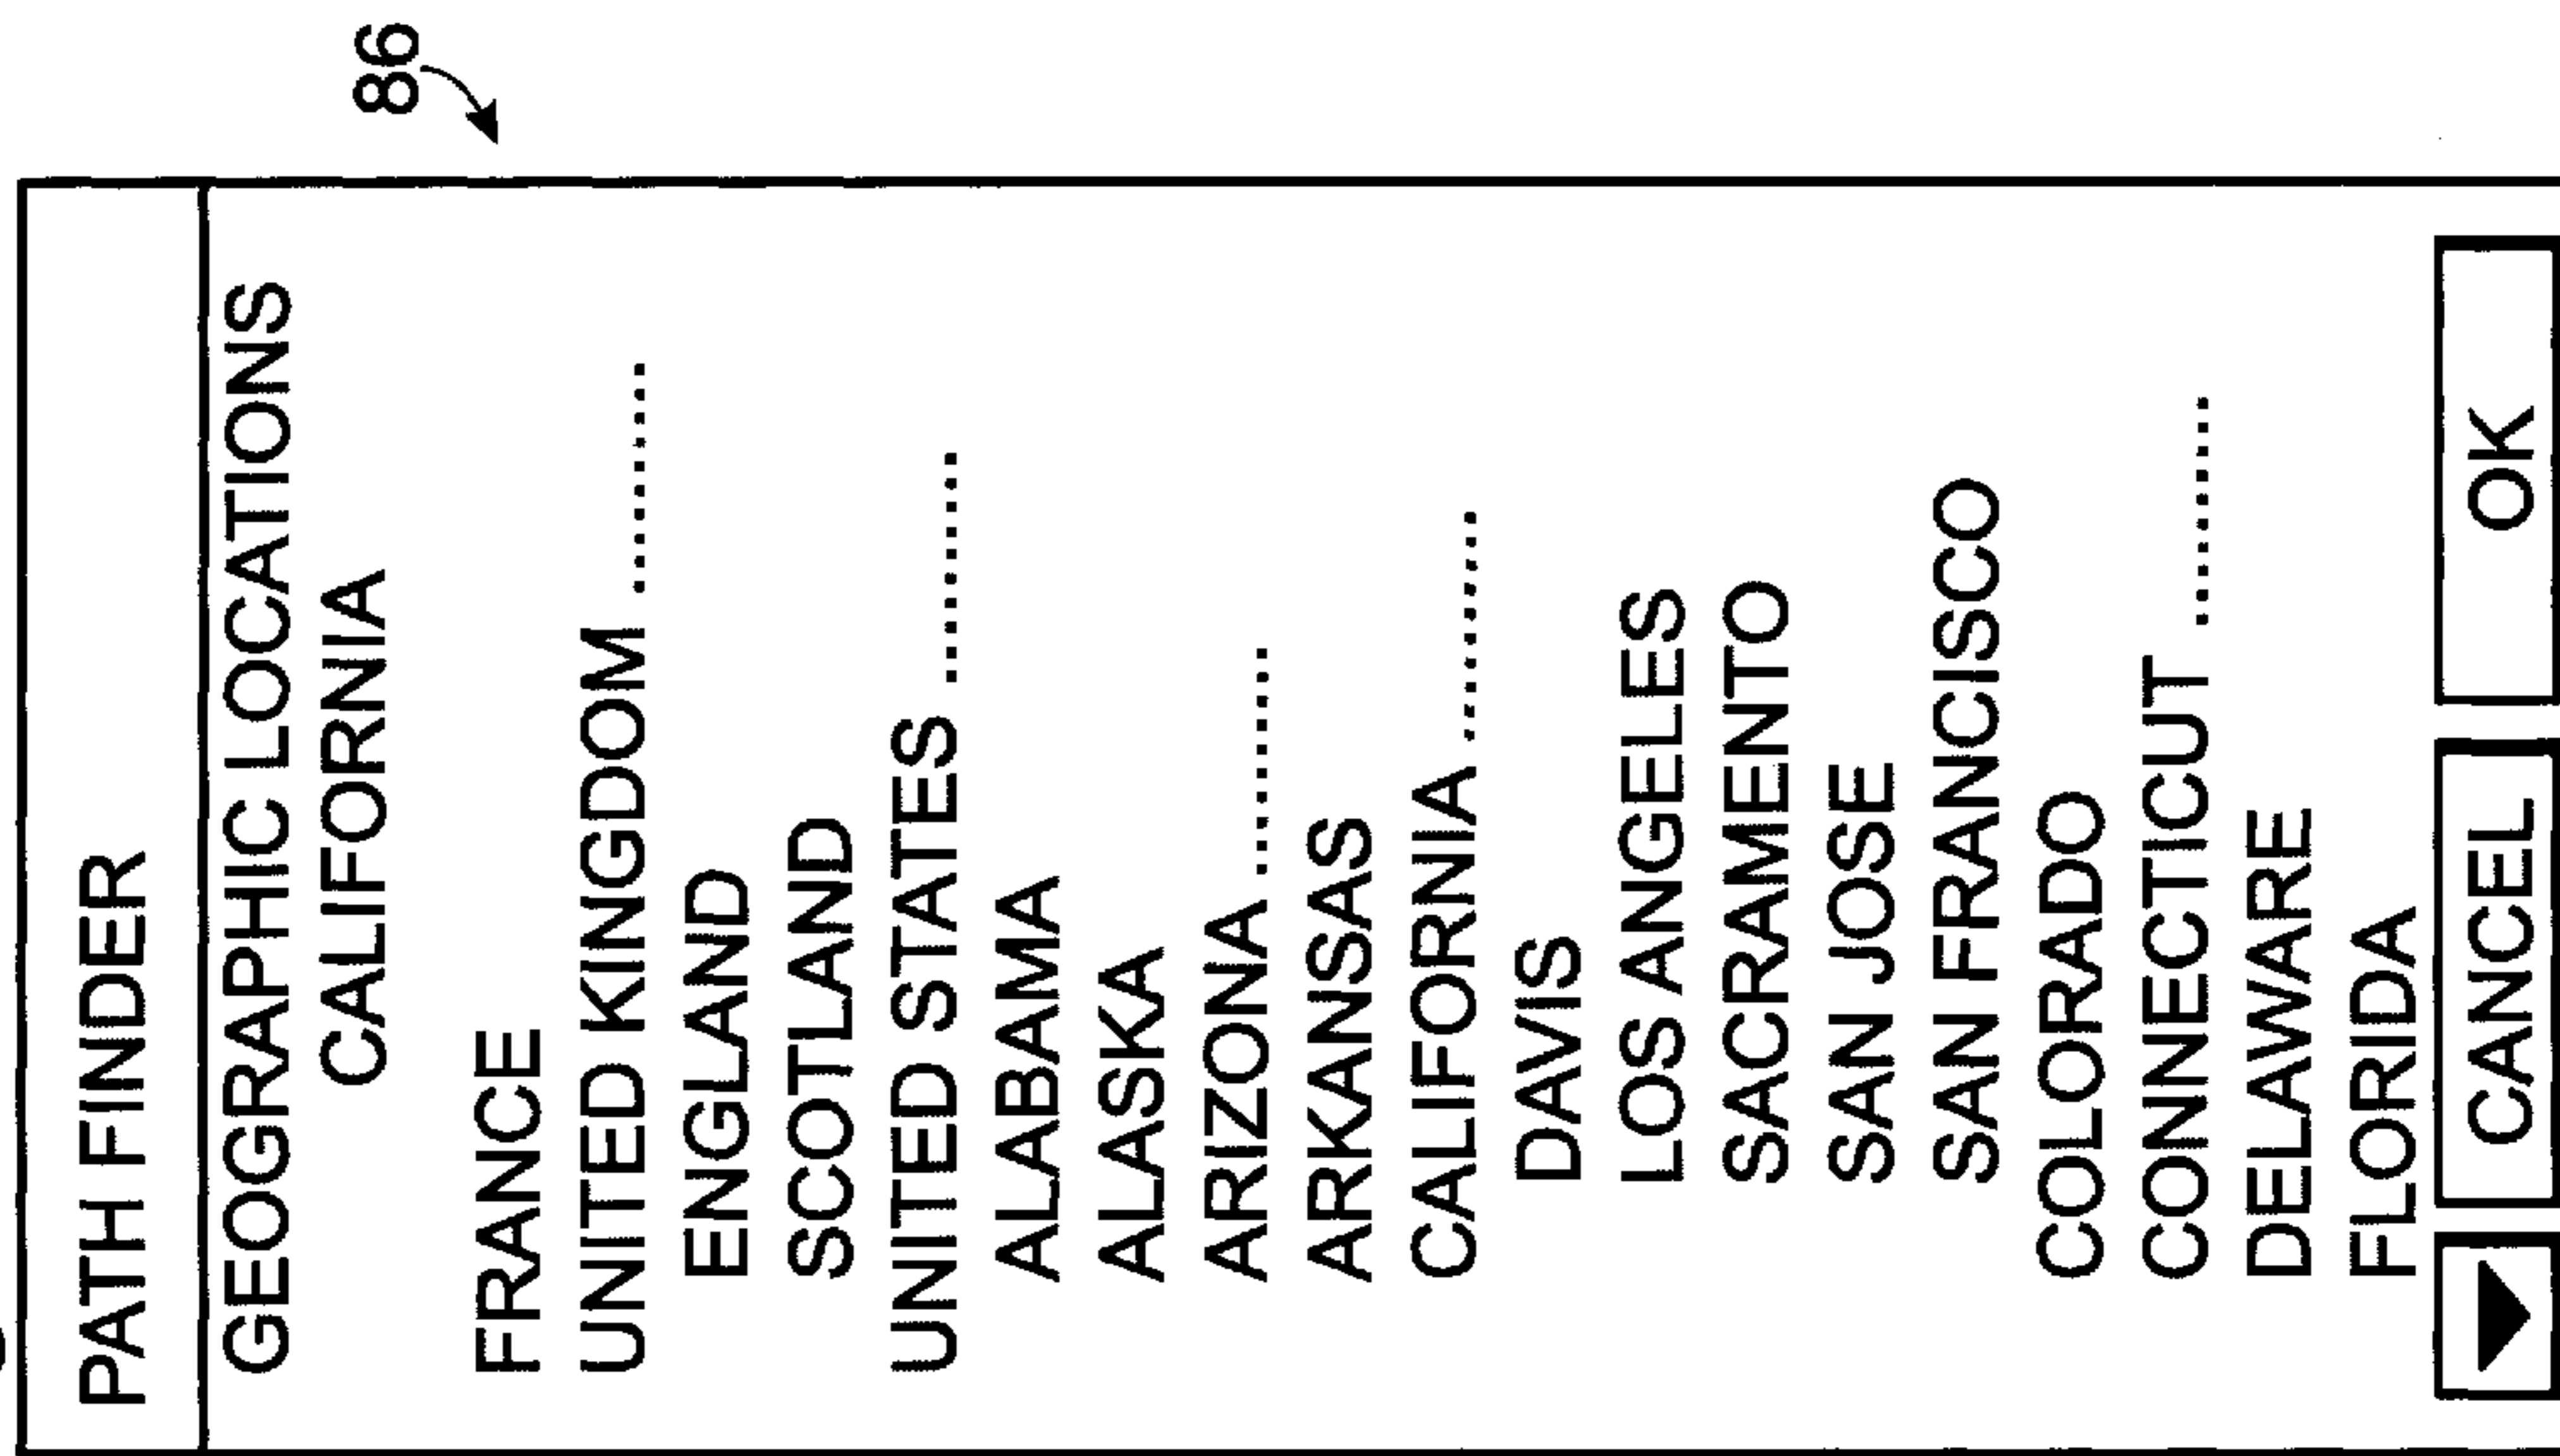 86
PATH FINDER
GEOGRAPHIC LOCATIONS
CALIFORNIA
FRANCE
UNITED KINGDOM ..........
ENGLAND
SCOTLAND
UNITED STATES ..........
ALABAMA
ALASKA
ARIZONA ..........
ARKANSAS
CALIFORNIA ..........
DAVIS
LOS ANGELES
SACRAMENTO
SAN JOSE
SAN FRANCISCO
COLORADO
CONNECTICUT ..........
DELAWARE
FLORIDA
CANCEL OK